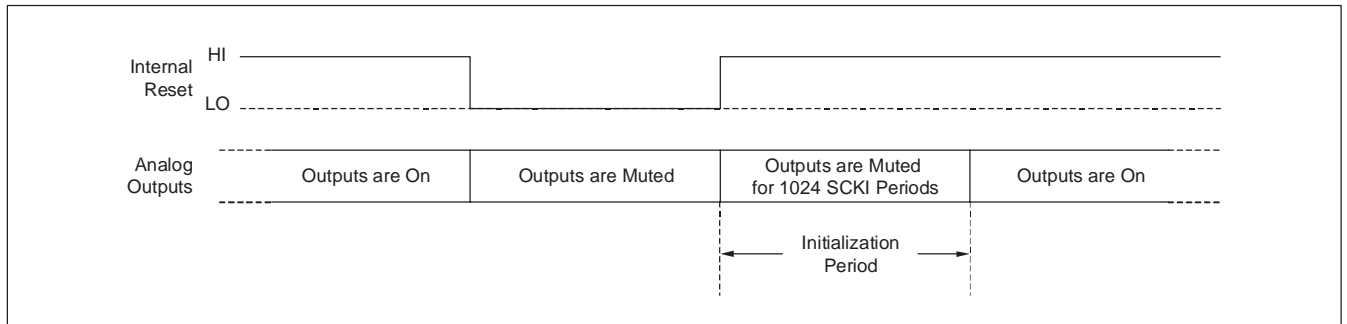 Internal
Reset
HI
LO
Analog
Outputs
Outputs are On
Outputs are Muted
Outputs are Muted
for 1024 SCKI Periods
Outputs are On
Initialization
Period